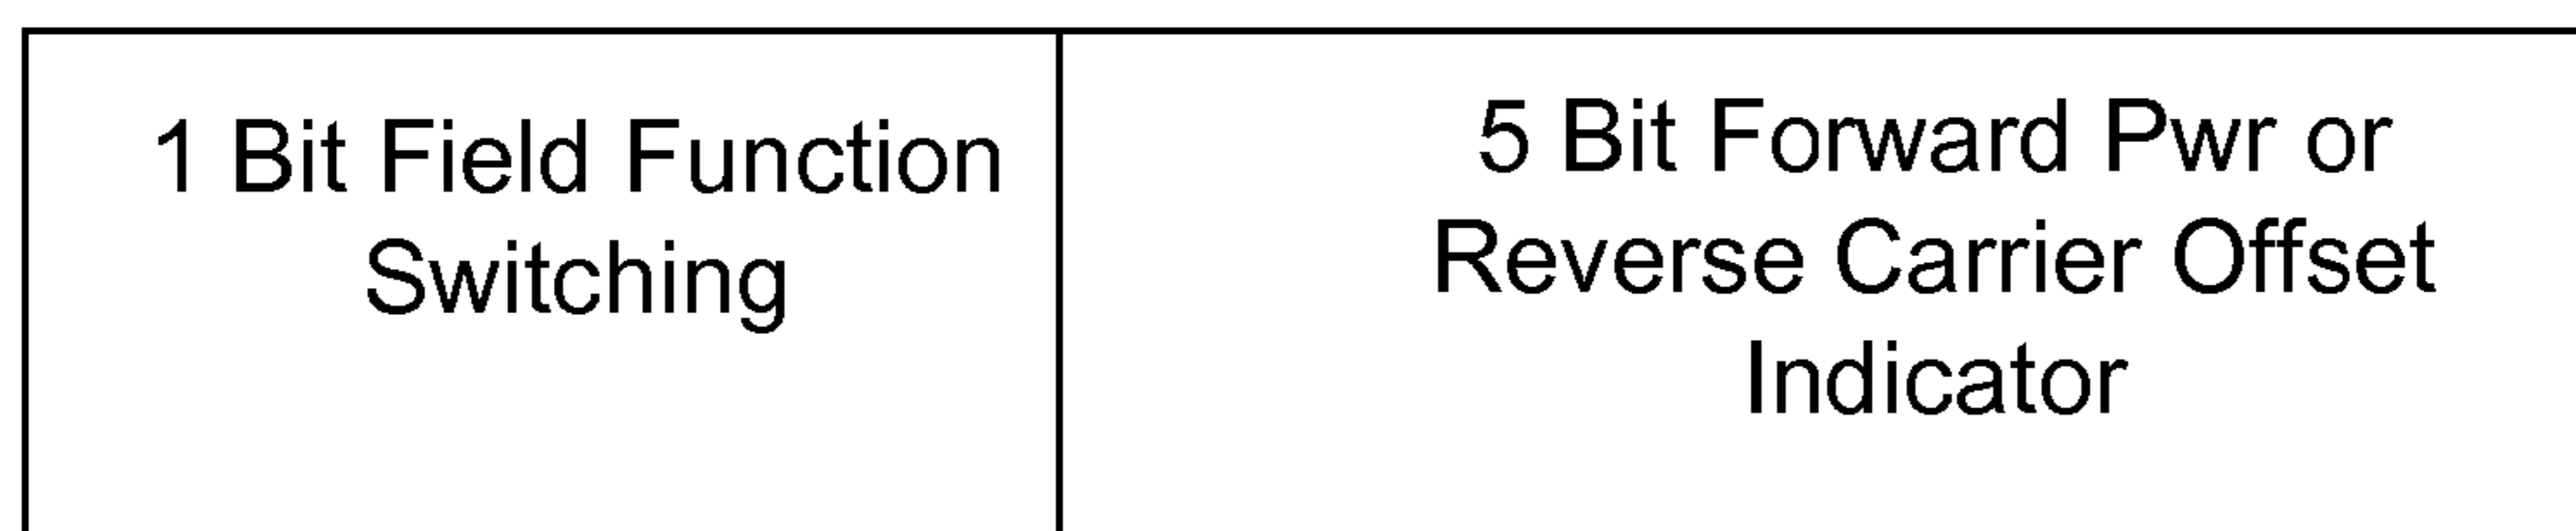 1 Bit Field Function
Switching
5 Bit Forward Pwr or
Reverse Carrier Offset
Indicator